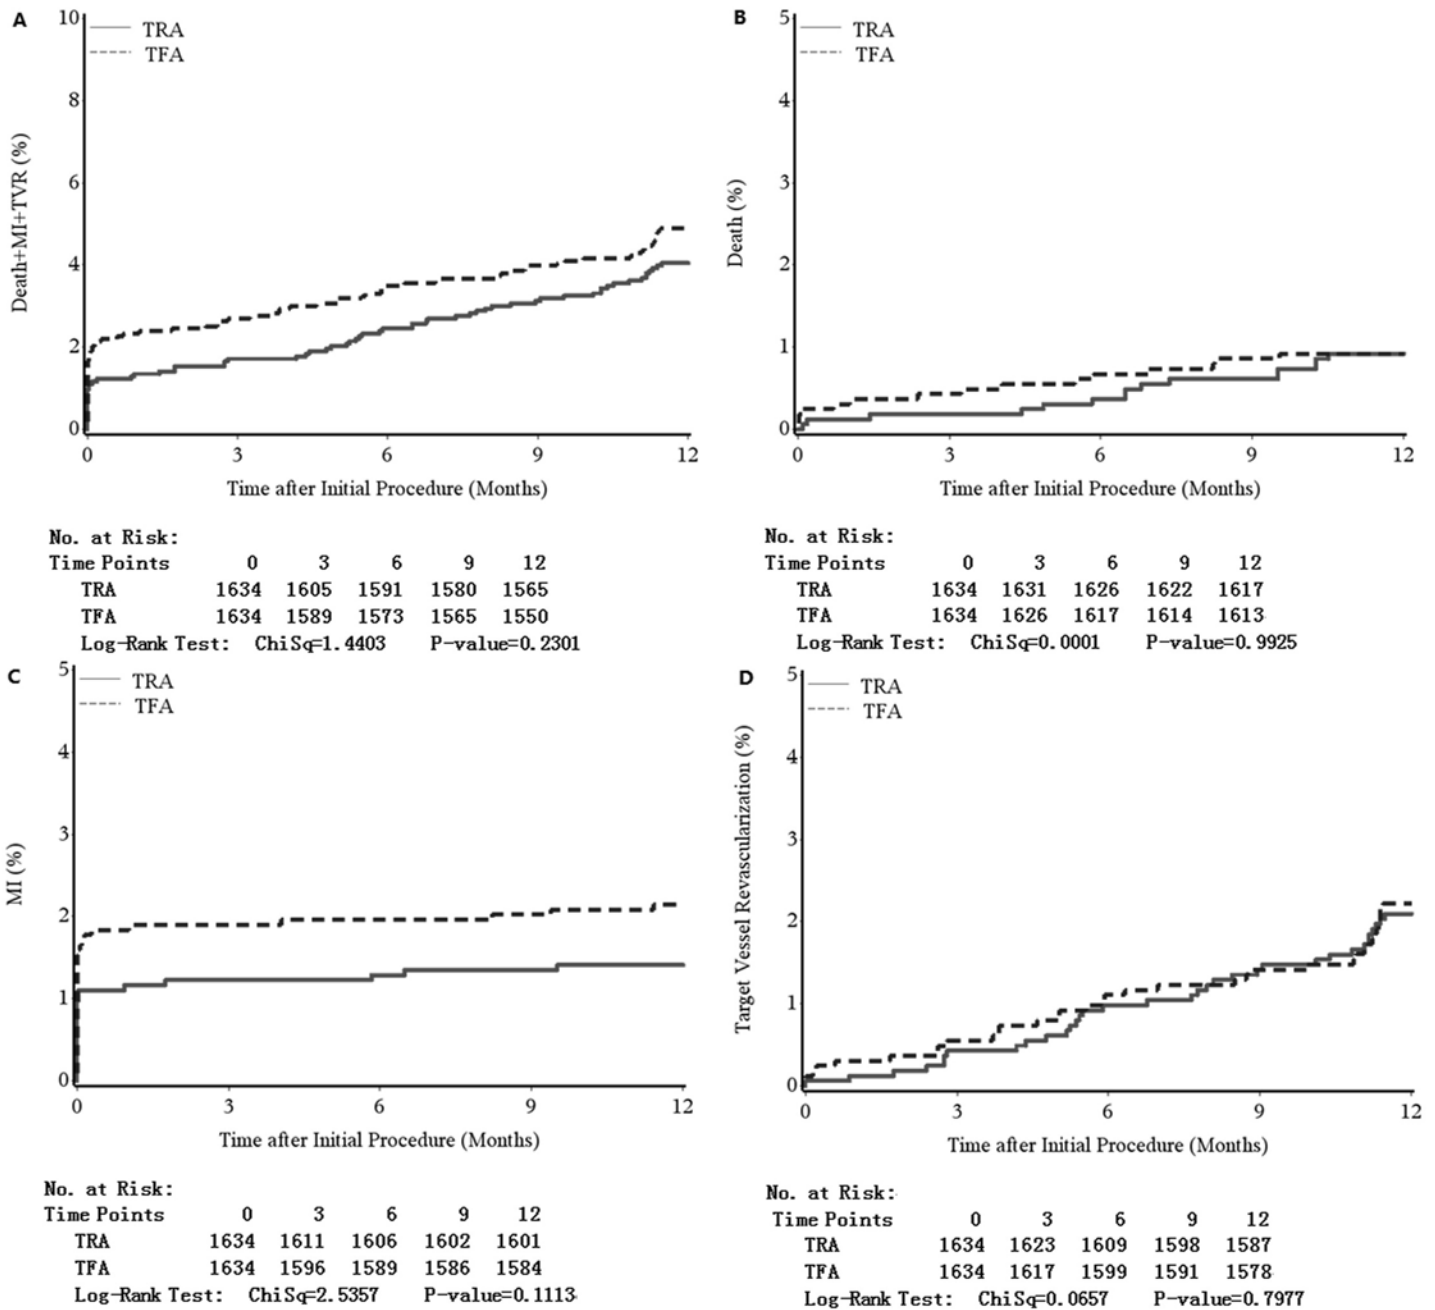 A
10
8
6
4
2
0
Death+MI+TVR (%)
TRA
TFA
0 3 6 9 12
Time after Initial Procedure (Months)
No. at Risk:
Time Points 0 3 6 9 12
TRA 1634 1605 1591 1580 1565
TFA 1634 1589 1573 1565 1550
Log-Rank Test: ChiSq=1.4403 P-value=0.2301
B
5
4
3
2
1
0
Death (%)
TRA
TFA
0 3 6 9 12
Time after Initial Procedure (Months)
No. at Risk:
Time Points 0 3 6 9 12
TRA 1634 1631 1626 1622 1617
TFA 1634 1626 1617 1614 1613
Log-Rank Test: ChiSq=0.0001 P-value=0.9925
C
5
4
3
2
1
0
MI (%)
TRA
TFA
0 3 6 9 12
Time after Initial Procedure (Months)
No. at Risk:
Time Points 0 3 6 9 12
TRA 1634 1611 1606 1602 1601
TFA 1634 1596 1589 1586 1584
Log-Rank Test: ChiSq=2.5357 P-value=0.1113
D
5
4
3
2
1
0
Target Vessel Revascularization (%)
TRA
TFA
0 3 6 9 12
Time after Initial Procedure (Months)
No. at Risk:
Time Points 0 3 6 9 12
TRA 1634 1623 1609 1598 1587
TFA 1634 1617 1599 1591 1578
Log-Rank Test: ChiSq=0.0657 P-value=0.7977